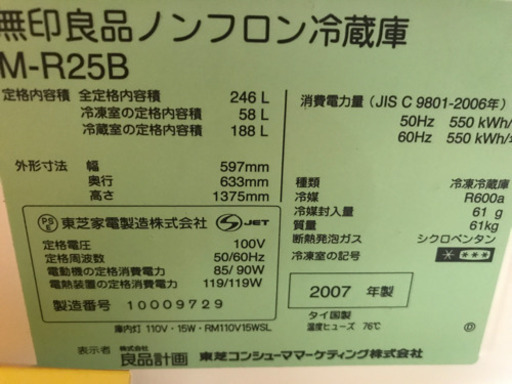 無印良品ノンフロン冷蔵庫
M-R25B
定格内容積 全定格内容積 246 L
冷凍室の定格内容積 58 L
冷蔵室の定格内容積 188 L
外形寸法 幅 597mm
奥行 633mm
高さ 1375mm
PS E 東芝家電製造株式会社 S JET
定格電圧 100V
定格周波数 50/60Hz
電動機の定格消費電力 85/ 90W
電熱装置の定格消費電力 119/119W
製造番号 10009729
庫内灯 110V・15W・RM110V15WSL
消費電力量 (JIS C 9801-2006年)
50Hz 550 kWh/
60Hz 550 kWh/
種類 冷凍冷蔵庫
冷媒 R600a
冷媒封入量 61 g
質量 61kg
断熱発泡ガス シクロペンタン
冷凍室の記号 * ***
2007 年製
タイ国製
温度ヒューズ 76℃
D
表示者 株式会社 良品計画 東芝コンシューママーケティング株式会社